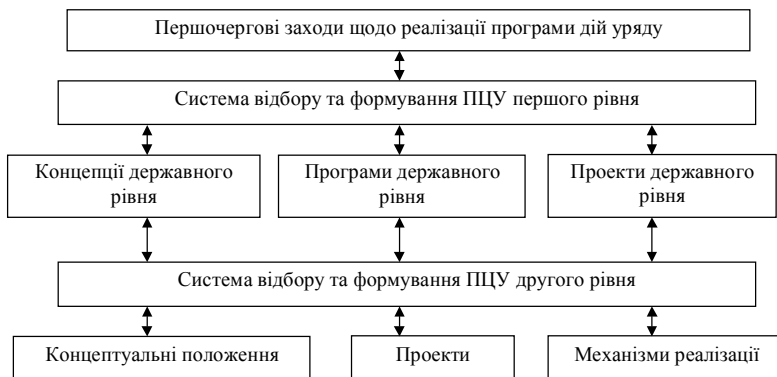 Першочергові заходи щодо реалізації програми дій уряду
Система відбору та формування ПЦУ першого рівня
Концепції державного
рівня
Програми державного
рівня
Проекти державного
рівня
Система відбору та формування ПЦУ другого рівня
Концептуальні положення
Проекти
Механізми реалізації